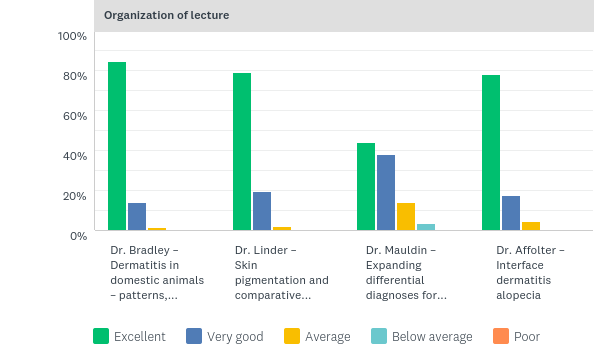 Organization of lecture
100%
80%
60%
40%
20%
0%
Dr. Bradley –
Dermatitis in
domestic animals
– patterns,...
Dr. Linder –
Skin
pigmentation and
comparative...
Dr. Mauldin –
Expanding
differential
diagnoses for...
Dr. Affolter –
Interface
dermatitis
alopecia
Excellent
Very good
Average
Below average
Poor